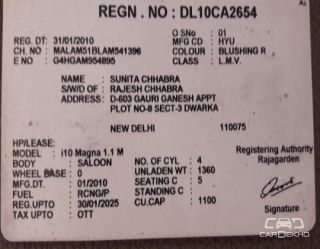 AL
REGN. NO : DL10CA2654
REG. DT: 31/01/2010 O SNo : 01
CH. NO : MALAM51BLAM541396 MFG CD : HYU
E NO : G4HGAM954895 COLOUR : BLUSHING R
CLASS : L.M.V.
NAME : SUNITA CHHABRA
S/W/D OF : RAJESH CHHABRA
ADDRESS: D-603 GAURI GANESH APPT
PLOT NO-8 SECT-3 DWARKA
NEW DELHI 110075
HP/LEASE:
MODEL : i10 Magna 1.1 M
BODY : SALOON NO. OF CYL : 4
WHEEL BASE : 0 UNLADEN WT : 1360
MFG.DT. : 01/2010 SEATING C : 5
FUEL : RCNG/P STANDING C :
REG.UPTO : 30/01/2025 CU.CAP : 1100
TAX UPTO : OTT
Registering Authority
Rajagarden
Signature
CARDEKHO